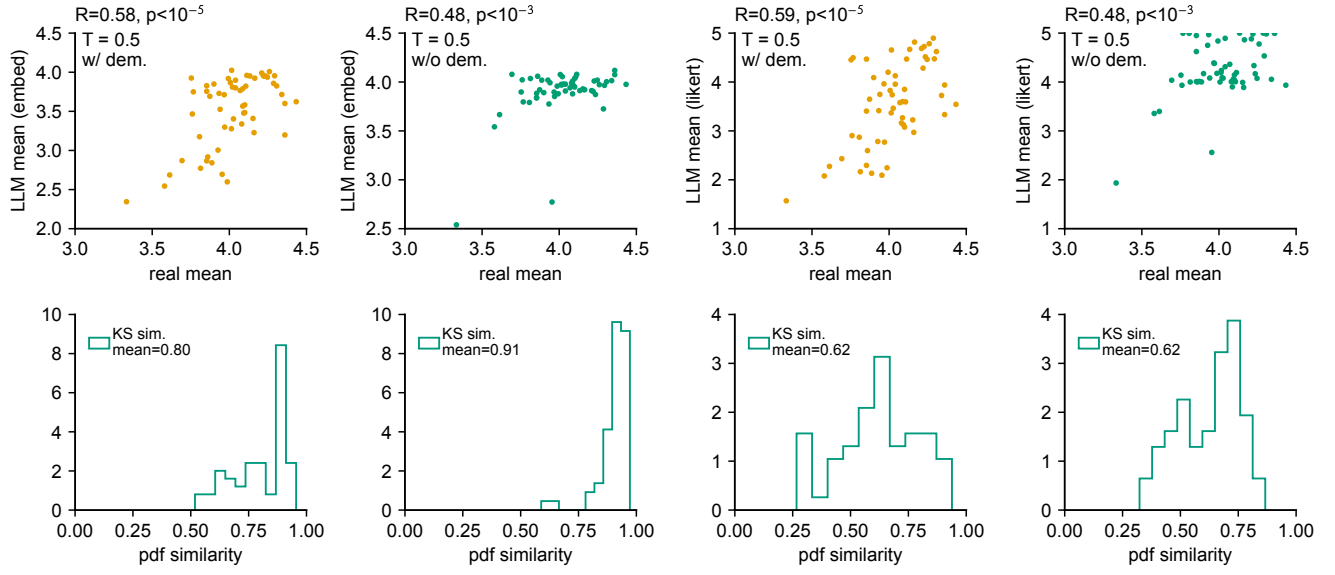 R=0.58, p<10⁻⁵
T = 0.5
w/ dem.
LLM mean (embed)
4.5
4.0
3.5
3.0
2.5
2.0
3.0 3.5 4.0 4.5
real mean
R=0.48, p<10⁻³
T = 0.5
w/o dem.
LLM mean (embed)
4.5
4.0
3.5
3.0
2.5
3.0 3.5 4.0 4.5
real mean
R=0.59, p<10⁻⁵
T = 0.5
w/ dem.
LLM mean (likert)
5
4
3
2
1
3.0 3.5 4.0 4.5
real mean
R=0.48, p<10⁻³
T = 0.5
w/o dem.
LLM mean (likert)
5
4
3
2
1
3.0 3.5 4.0 4.5
real mean
KS sim.
mean=0.80
10
8
6
4
2
0
0.00 0.25 0.50 0.75 1.00
pdf similarity
KS sim.
mean=0.91
10
8
6
4
2
0
0.00 0.25 0.50 0.75 1.00
pdf similarity
KS sim.
mean=0.62
4
3
2
1
0
0.00 0.25 0.50 0.75 1.00
pdf similarity
KS sim.
mean=0.62
4
3
2
1
0
0.00 0.25 0.50 0.75 1.00
pdf similarity